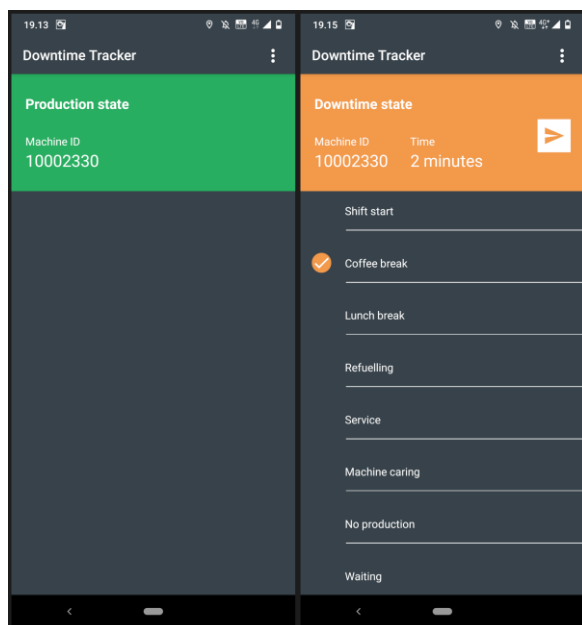 19.13
Downtime Tracker
Production state
Machine ID
10002330
19.15
Downtime Tracker
Downtime state
Machine ID Time
10002330 2 minutes
Shift start
Coffee break
Lunch break
Refuelling
Service
Machine caring
No production
Waiting